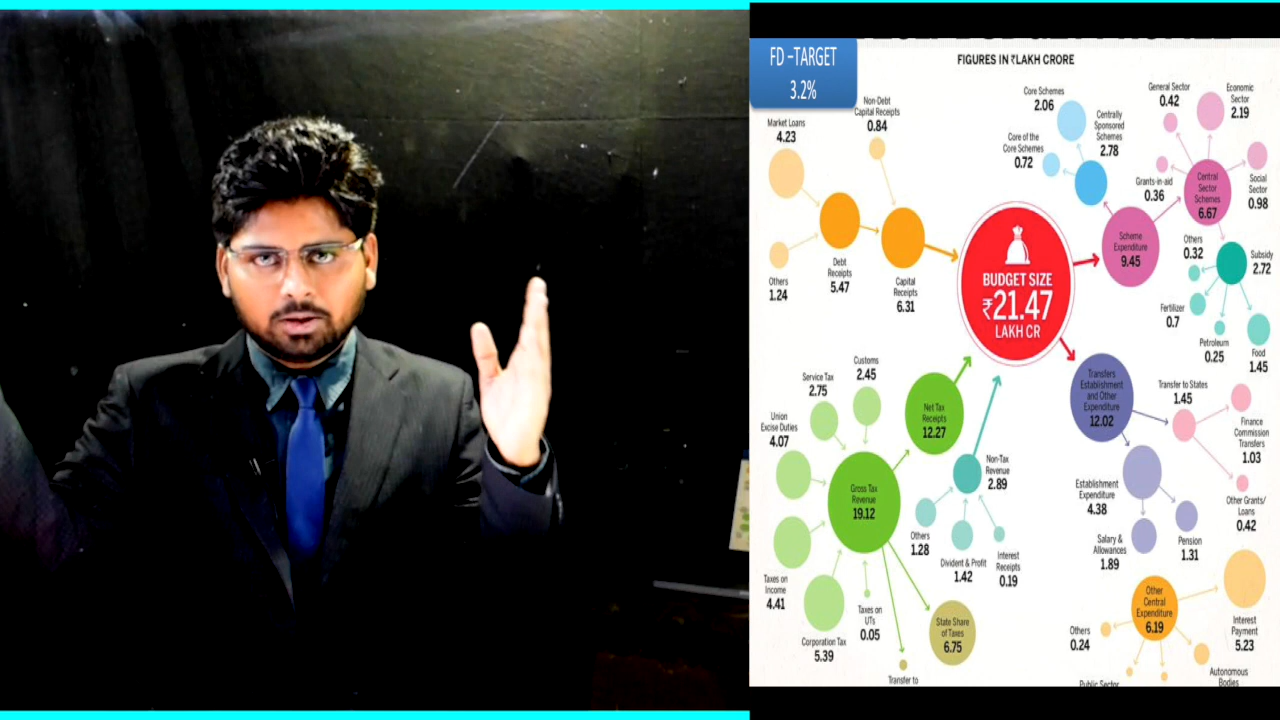 FD –TARGET
3.2%
FIGURES IN ₹LAKH CRORE
Market Loans
4.23
Non-Debt
Capital Receipts
0.84
Others
1.24
Debt
Receipts
5.47
Capital
Receipts
6.31
Core Schemes
2.06
Centrally
Sponsored
Schemes
2.78
Core of the
Core Schemes
0.72
General Sector
0.42
Economic
Sector
2.19
Grants-in-aid
0.36
Central
Sector
Schemes
6.67
Social
Sector
0.98
Scheme
Expenditure
9.45
Others
0.32
Subsidy
2.72
Fertilizer
0.7
Petroleum
0.25
Food
1.45
BUDGET SIZE
₹21.47
LAKH CR
Customs
2.45
Service Tax
2.75
Union
Excise Duties
4.07
Net Tax
Receipts
12.27
Gross Tax
Revenue
19.12
Non-Tax
Revenue
2.89
Others
1.28
Divident & Profit
1.42
Interest
Receipts
0.19
Taxes on
Income
4.41
Corporation Tax
5.39
Taxes on
UTs
0.05
State Share
of Taxes
6.75
Transfer to
Transfers
Establishment
and Other
Expenditure
12.02
Transfer to States
1.45
Finance
Commission
Transfers
1.03
Other Grants/
Loans
0.42
Establishment
Expenditure
4.38
Salary &
Allowances
1.89
Pension
1.31
Other
Central
Expenditure
6.19
Interest
Payment
5.23
Others
0.24
Autonomous
Bodies
Public Sector